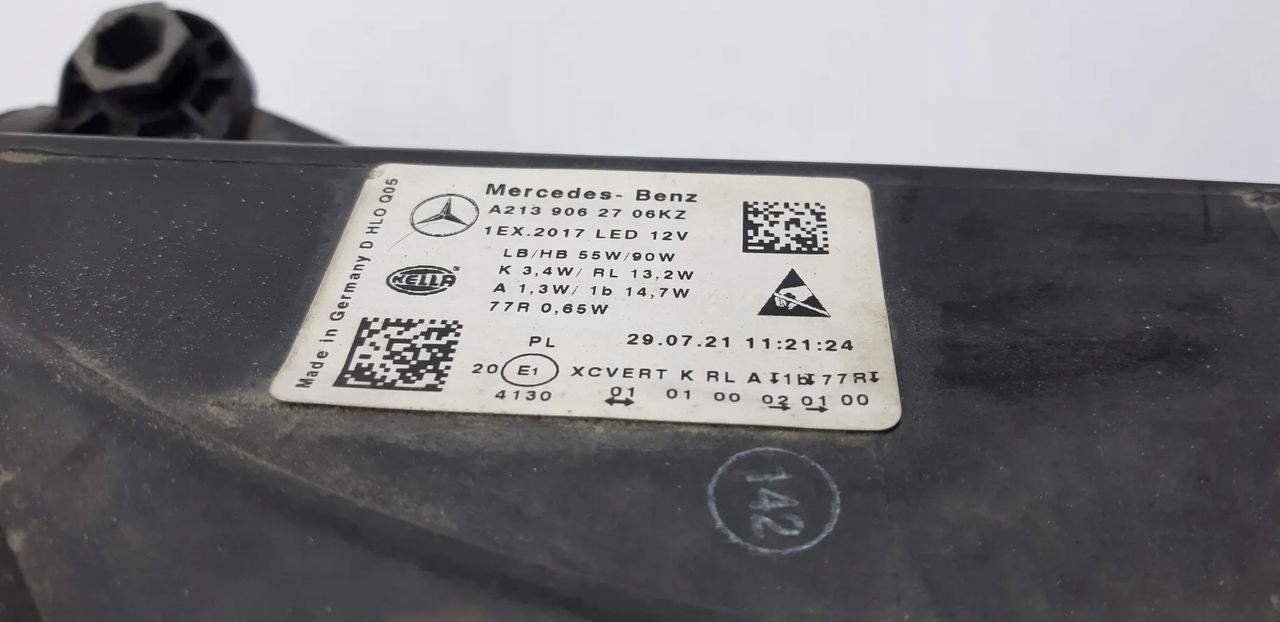 Mercedes- Benz
A213 906 27 06KZ
1EX.2017 LED 12V
LB/HB 55W/90W
K 3,4W/ RL 13,2W
A 1,3W/ 1b 14,7W
77R 0,65W
HELLA
Made in Germany D HLO Q05
PL 29.07.21 11:21:24
20 E1 XCVERT K RL A 1b 77R
4130 01 01 00 02 01 00
142